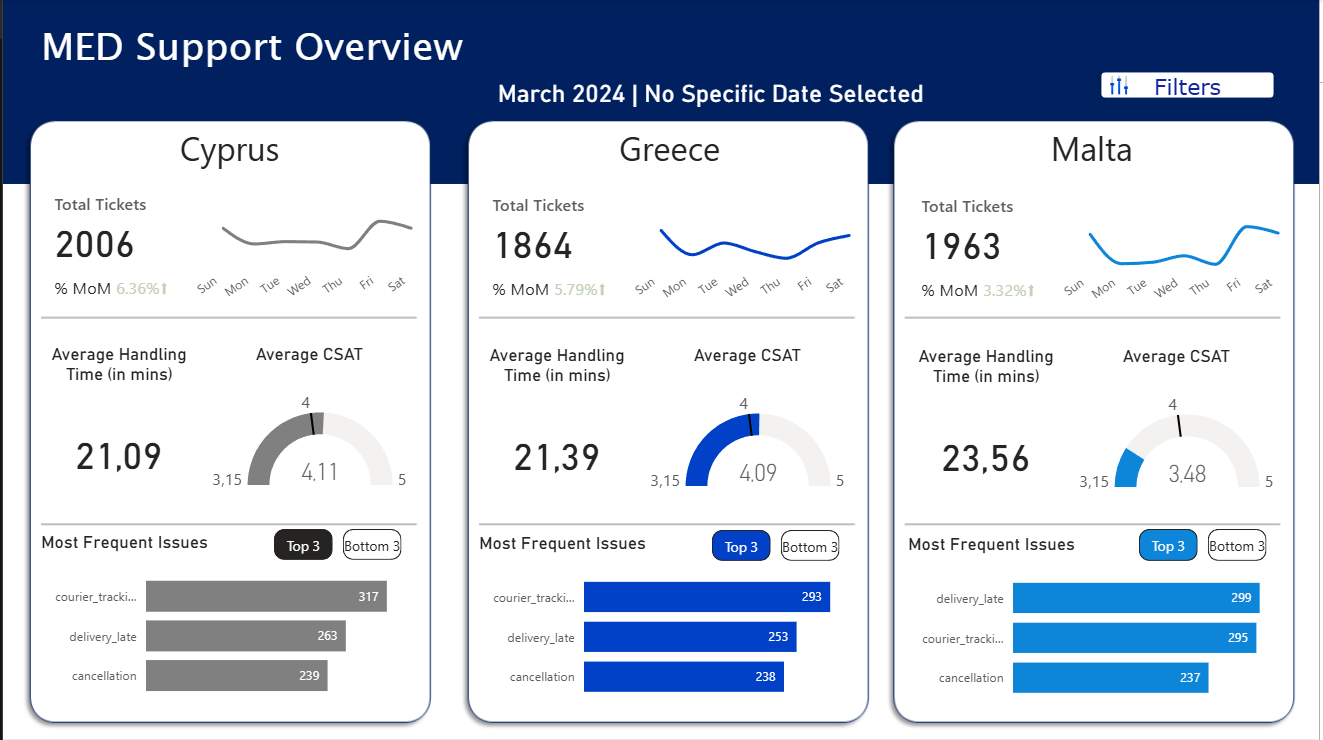 MED Support Overview
March 2024 | No Specific Date Selected
Filters
Cyprus
Total Tickets
2006
% MoM 6.36%⬆
Sun Mon Tue Wed Thu Fri Sat
Average Handling
Time (in mins)
21,09
Average CSAT
4
3,15
4.11
5
Most Frequent Issues
Top 3
Bottom 3
courier_tracki... 317
delivery_late 263
cancellation 239
Greece
Total Tickets
1864
% MoM 5.79%⬆
Sun Mon Tue Wed Thu Fri Sat
Average Handling
Time (in mins)
21,39
Average CSAT
4
3,15
4.09
5
Most Frequent Issues
Top 3
Bottom 3
courier_tracki... 293
delivery_late 253
cancellation 238
Malta
Total Tickets
1963
% MoM 3.32%⬆
Sun Mon Tue Wed Thu Fri Sat
Average Handling
Time (in mins)
23,56
Average CSAT
4
3,15
3.48
5
Most Frequent Issues
Top 3
Bottom 3
delivery_late 299
courier_tracki... 295
cancellation 237